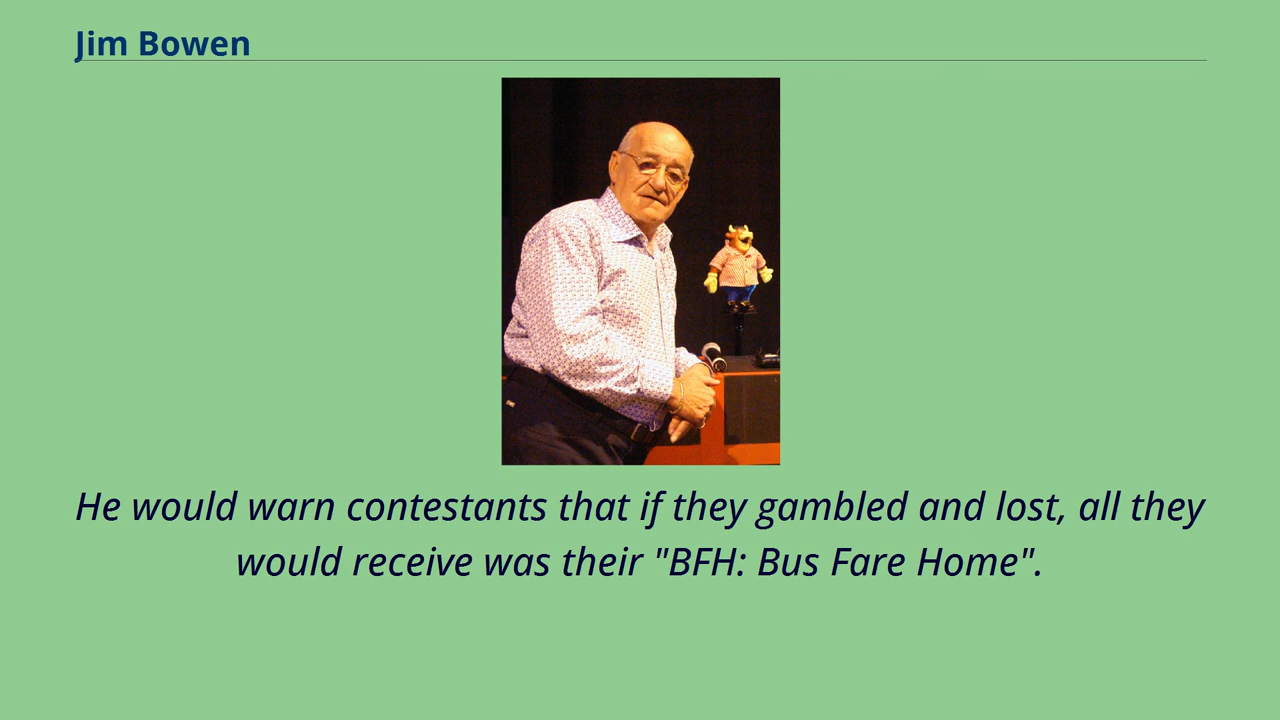 Jim Bowen
He would warn contestants that if they gambled and lost, all they
would receive was their "BFH: Bus Fare Home".